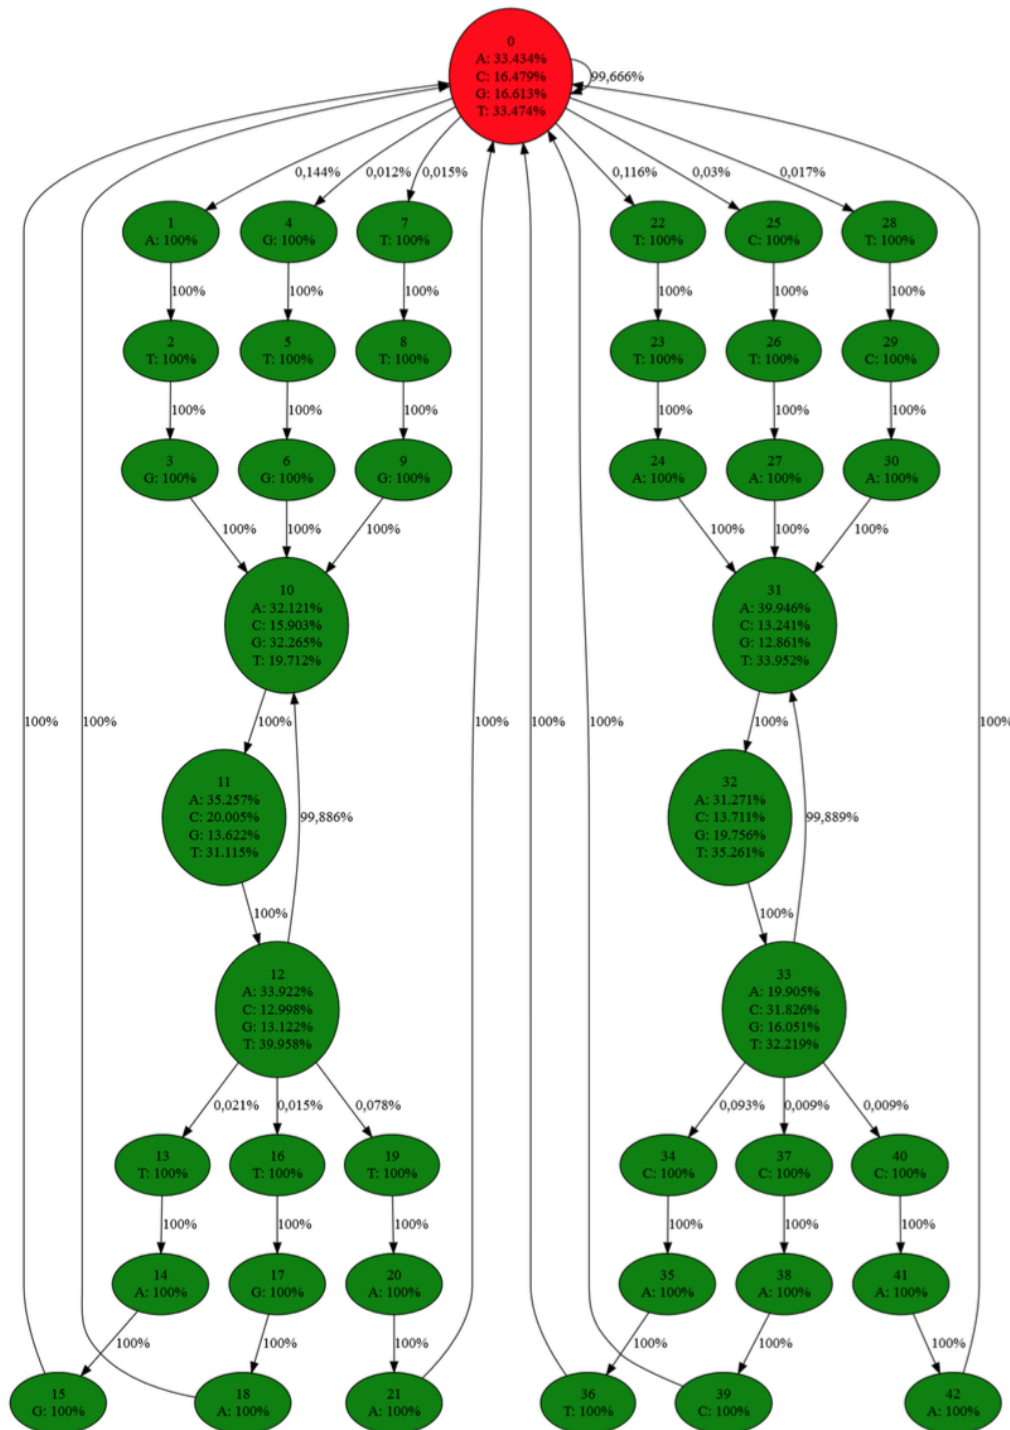 0
A: 33.434%
C: 16.479%
G: 16.613%
T: 33.474%
99,666%
0,144%
0,012%
0,015%
0,116%
0,03%
0,017%
1
A: 100%
4
G: 100%
7
T: 100%
22
T: 100%
25
C: 100%
28
T: 100%
100%
100%
100%
100%
100%
100%
2
T: 100%
5
T: 100%
8
T: 100%
23
T: 100%
26
T: 100%
29
C: 100%
100%
100%
100%
100%
100%
100%
3
G: 100%
6
G: 100%
9
G: 100%
24
A: 100%
27
A: 100%
30
A: 100%
100%
100%
100%
100%
100%
100%
10
A: 32.121%
C: 15.903%
G: 32.265%
T: 19.712%
31
A: 39.946%
C: 13.241%
G: 12.861%
T: 33.952%
100%
100%
100%
100%
100%
100%
100%
100%
11
A: 35.257%
C: 20.005%
G: 13.622%
T: 31.115%
99,886%
32
A: 31.271%
C: 13.711%
G: 19.756%
T: 35.261%
99,889%
100%
100%
12
A: 33.922%
C: 12.998%
G: 13.122%
T: 39.958%
33
A: 19.905%
C: 31.826%
G: 16.051%
T: 32.219%
0,021%
0,015%
0,078%
0,093%
0,009%
0,009%
13
T: 100%
16
T: 100%
19
T: 100%
34
C: 100%
37
C: 100%
40
C: 100%
100%
100%
100%
100%
100%
100%
14
A: 100%
17
G: 100%
20
A: 100%
35
A: 100%
38
A: 100%
41
A: 100%
100%
100%
100%
100%
100%
100%
15
G: 100%
18
A: 100%
21
A: 100%
36
T: 100%
39
C: 100%
42
A: 100%